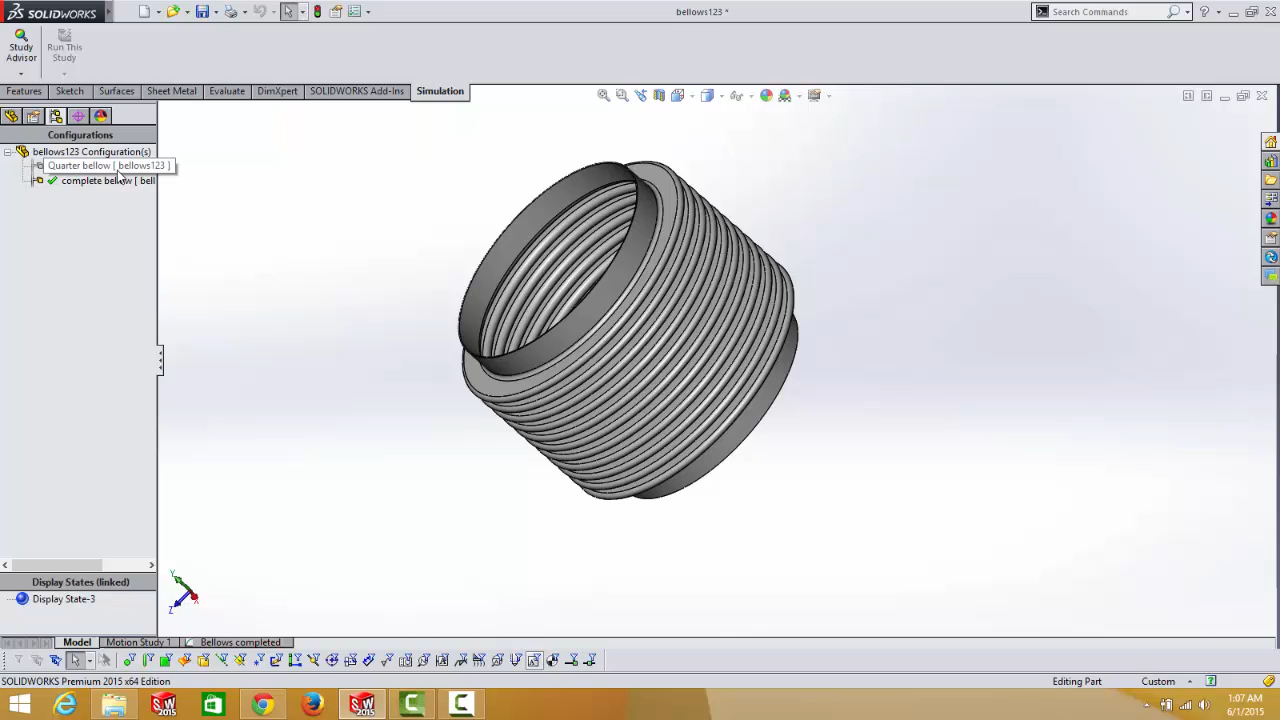 SOLIDWORKS
bellows123 *
Search Commands
Study Advisor
Run This Study
Features
Sketch
Surfaces
Sheet Metal
Evaluate
DimXpert
SOLIDWORKS Add-Ins
Simulation
Configurations
bellows123 Configuration(s)
Quarter bellow [ bellows123 ]
complete bellow [ bell
Y
Z
X
Display States (linked)
Display State-3
Model
Motion Study 1
Bellows completed
SOLIDWORKS Premium 2015 x64 Edition
Editing Part
Custom
1:07 AM
6/1/2015